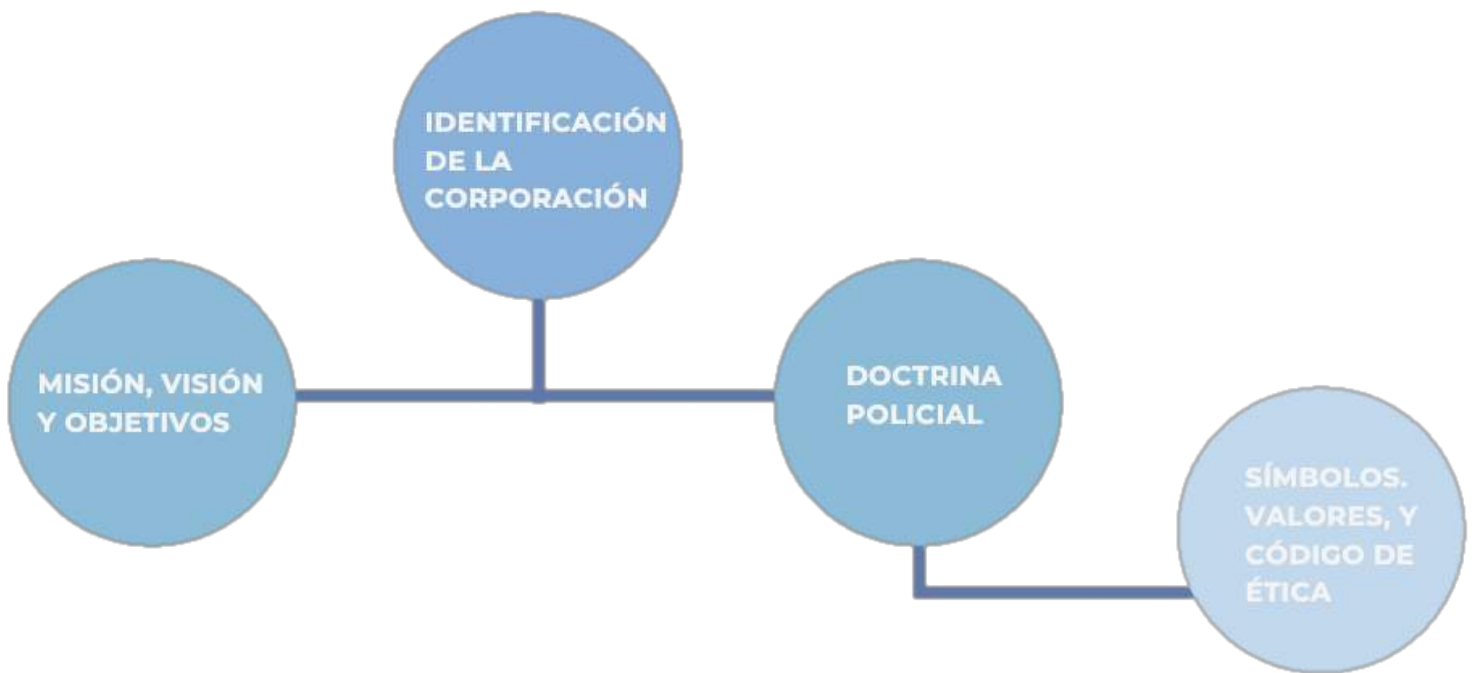 IDENTIFICACIÓN
DE LA
CORPORACIÓN
MISIÓN, VISIÓN
Y OBJETIVOS
DOCTRINA
POLICIAL
SÍMBOLOS.
VALORES, Y
CÓDIGO DE
ÉTICA